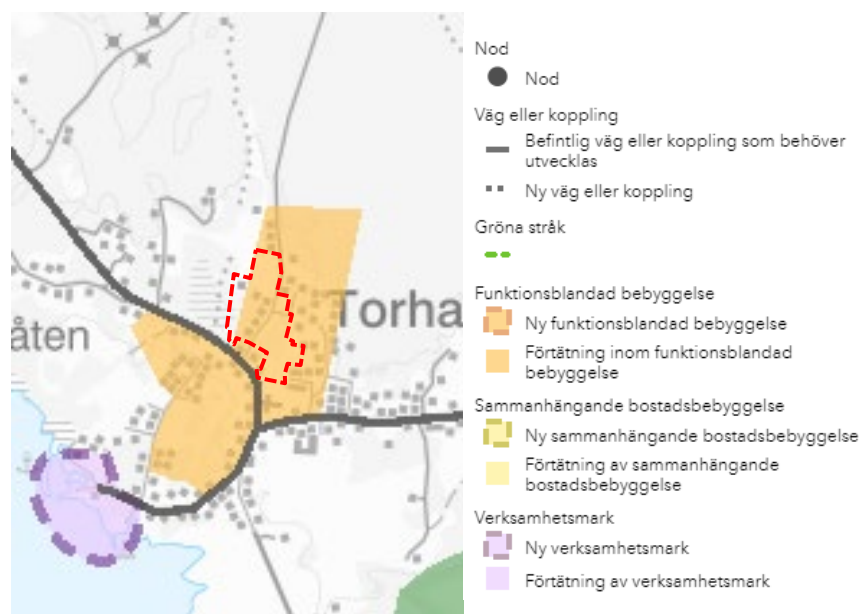 Torha
åten
Nod
Nod
Väg eller koppling
Befintlig väg eller koppling som behöver
utvecklas
Ny väg eller koppling
Gröna stråk
Funktionsblandad bebyggelse
Ny funktionsblandad bebyggelse
Förtätning inom funktionsblandad
bebyggelse
Sammanhängande bostadsbebyggelse
Ny sammanhängande bostadsbebyggelse
Förtätning av sammanhängande
bostadsbebyggelse
Verksamhetsmark
Ny verksamhetsmark
Förtätning av verksamhetsmark